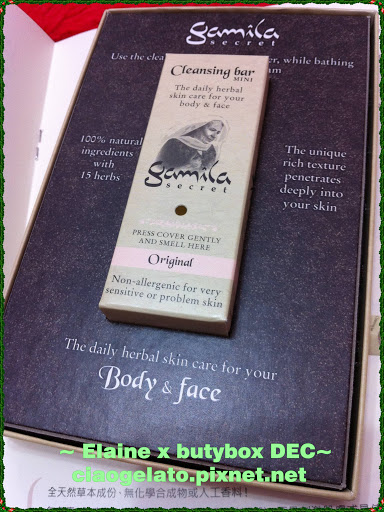 gamila
secret
Use the clea
er, while bathing
am
Cleansing bar
MINI
The daily herbal
skin care for your
body & face
100% natural
ingredients
with
15 herbs
The unique
rich texture
penetrates
deeply into
your skin
gamila
secret
PRESS COVER GENTLY
AND SMELL HERE
Original
Non-allergenic for very
sensitive or problem skin
The daily herbal skin care for your
Body & face
~ Elaine x butybox DEC~
ciaogelato.pixnet.net
全天然草本成份，無化學合成物或人工香料！